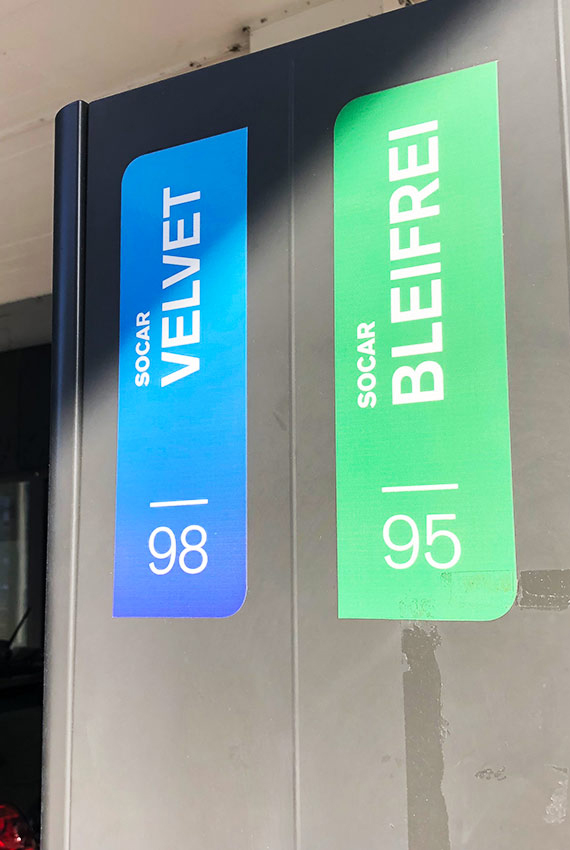 SOCAR
VELVET
98
SOCAR
BLEIFREI
95